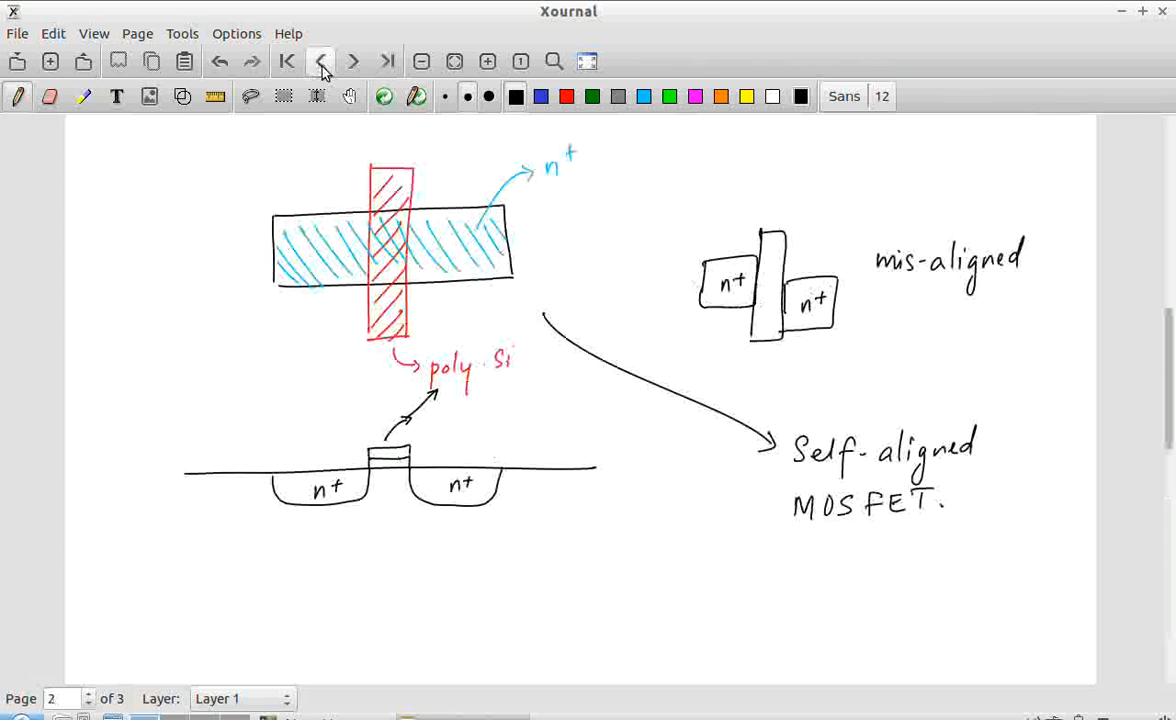 Xournal
File Edit View Page Tools Options Help
T 1 Sans 12
n+
n+
n+
mis-aligned
poly-Si
Self-aligned
MOSFET.
n+
n+
Page 2 of 3 Layer: Layer 1